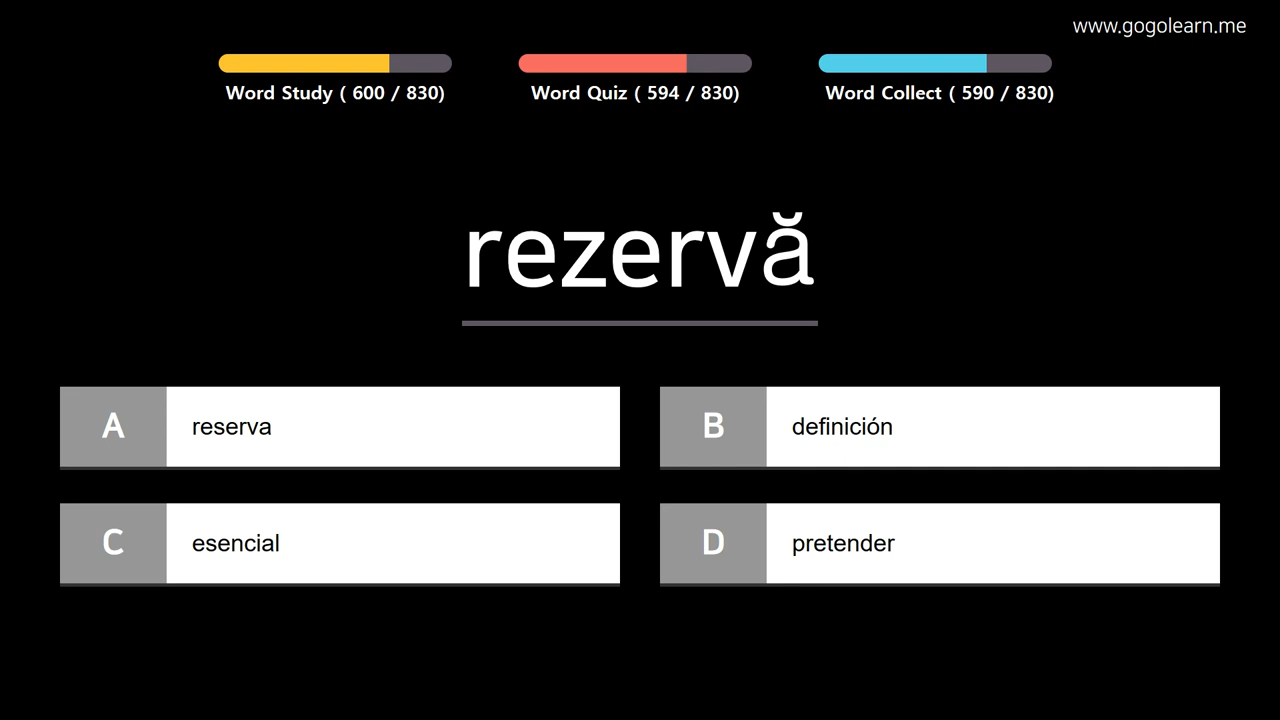 www.gogolearn.me
Word Study ( 600 / 830)
Word Quiz ( 594 / 830)
Word Collect ( 590 / 830)
rezervă
A reserva
B definición
C esencial
D pretender